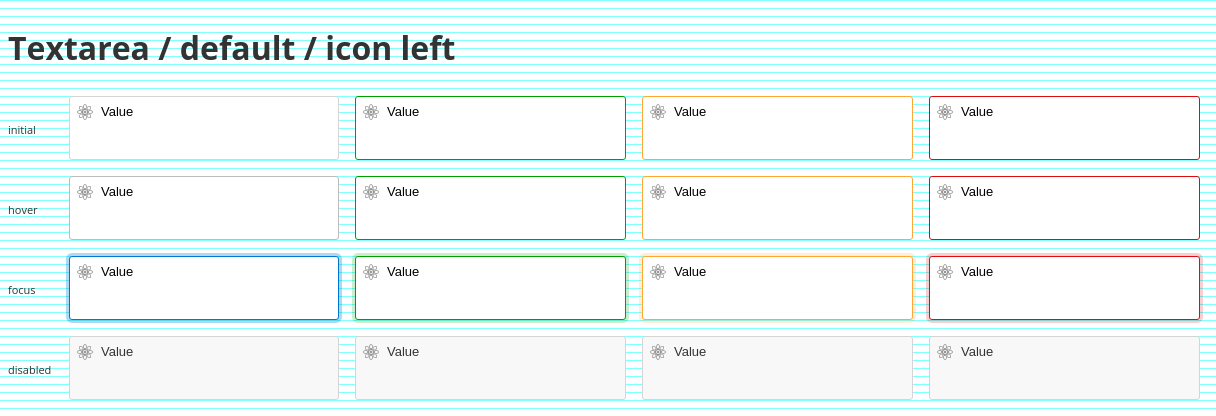 Textarea / default / icon left
initial Value Value Value Value
hover Value Value Value Value
focus Value Value Value Value
disabled Value Value Value Value